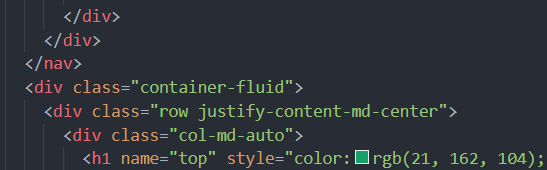 </div>
</div>
</nav>
<div class="container-fluid">
<div class="row justify-content-md-center">
<div class="col-md-auto">
<h1 name="top" style="color:rgb(21, 162, 104);